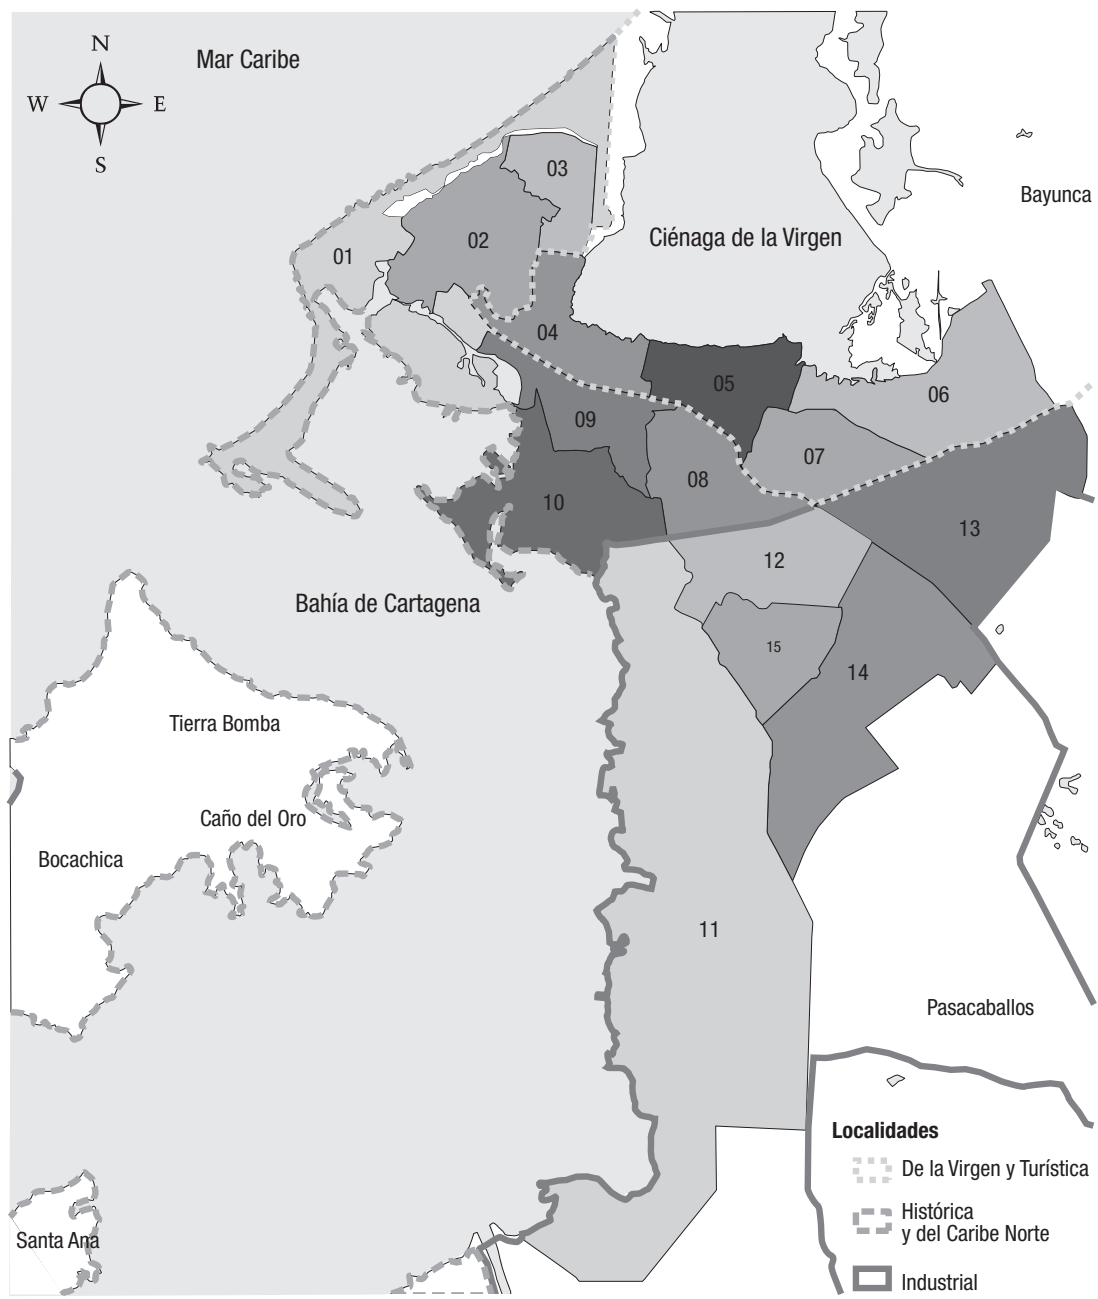 Mar Caribe
N
W
E
S
03
Bayunca
02
Ciénaga de la Virgen
01
04
05
06
09
07
08
10
13
12
Bahía de Cartagena
15
14
Tierra Bomba
Caño del Oro
Bocachica
11
Pasacaballos
Localidades
De la Virgen y Turística
Histórica
y del Caribe Norte
Industrial
Santa Ana